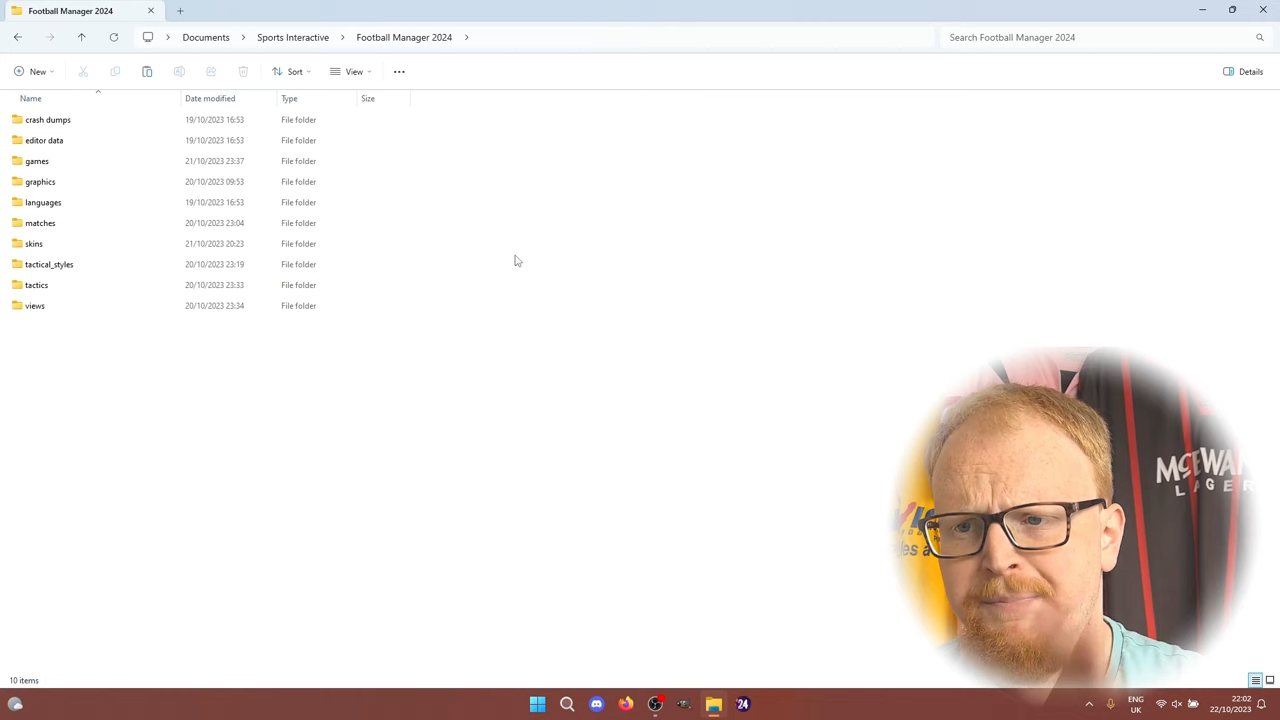 Football Manager 2024
Documents Sports Interactive Football Manager 2024
Search Football Manager 2024
New Sort View Details
Name Date modified Type Size
crash dumps 19/10/2023 16:53 File folder
editor data 19/10/2023 16:53 File folder
games 21/10/2023 23:37 File folder
graphics 20/10/2023 09:53 File folder
languages 19/10/2023 16:53 File folder
matches 20/10/2023 23:04 File folder
skins 21/10/2023 20:23 File folder
tactical_styles 20/10/2023 23:19 File folder
tactics 20/10/2023 23:33 File folder
views 20/10/2023 23:34 File folder
LAGER
10 items
24
ENG
UK
22:02
22/10/2023